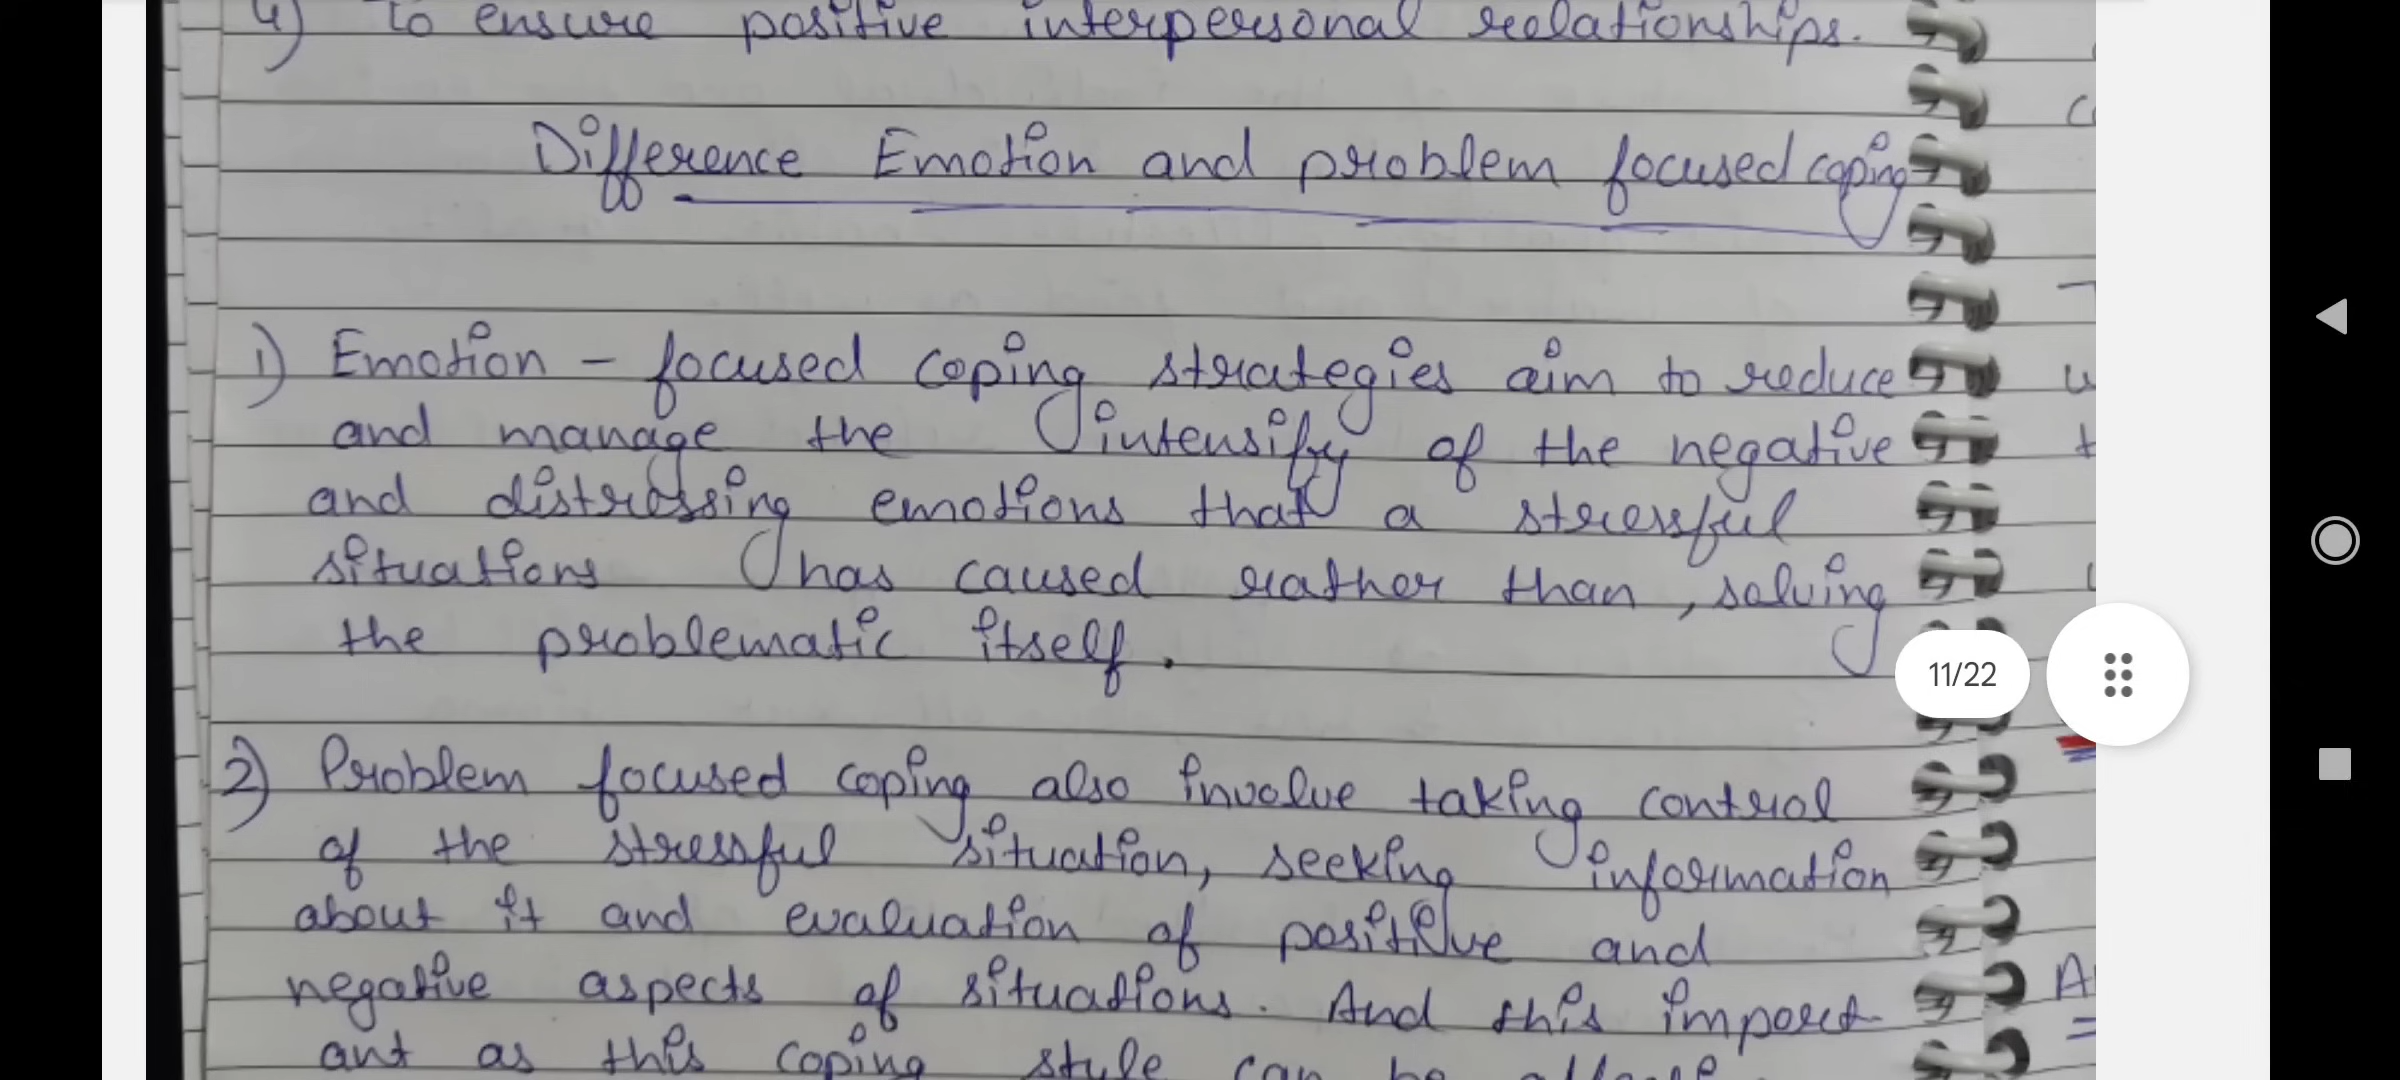 4) To ensure positive interpersonal relationships.
Difference Emotion and problem focused coping
1) Emotion - focused coping strategies aim to reduce
and manage the intensify of the negative
and distressing emotions that a stressful
situations has caused rather than, solving
the problematic itself.
11/22
2) Problem focused coping also involve taking control
of the stressful situation, seeking information
about it and evaluation of positive and
negative aspects of situations. And this import
ant as this coping style can be